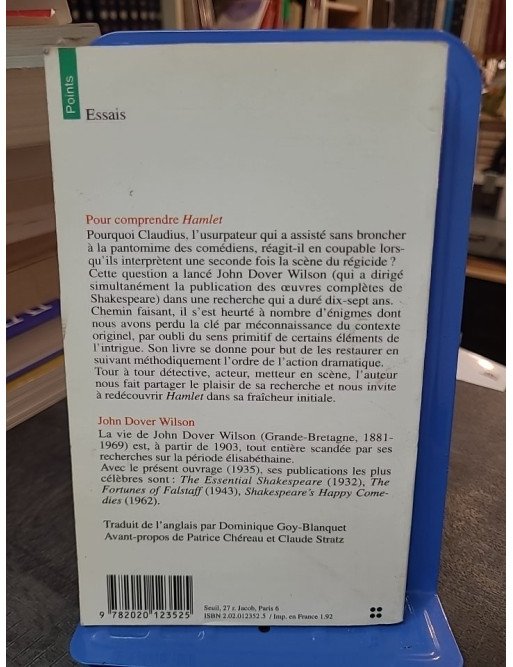 Points
Essais
Pour comprendre Hamlet
Pourquoi Claudius, l'usurpateur qui a assisté sans broncher
à la pantomime des comédiens, réagit-il en coupable lors-
qu'ils interprètent une seconde fois la scène du régicide ?
Cette question a lancé John Dover Wilson (qui a dirigé
simultanément la publication des œuvres complètes de
Shakespeare) dans une recherche qui a duré dix-sept ans.
Chemin faisant, il s'est heurté à nombre d'énigmes dont
nous avons perdu la clé par méconnaissance du contexte
originel, par oubli du sens primitif de certains éléments de
l'intrigue. Son livre se donne pour but de les restaurer en
suivant méthodiquement l'ordre de l'action dramatique.
Tour à tour détective, acteur, metteur en scène, l'auteur
nous fait partager le plaisir de sa recherche et nous invite
à redécouvrir Hamlet dans sa fraîcheur initiale.
John Dover Wilson
La vie de John Dover Wilson (Grande-Bretagne, 1881-
1969) est, à partir de 1903, tout entière scandée par ses
recherches sur la période élisabéthaine.
Avec le présent ouvrage (1935), ses publications les plus
célèbres sont : The Essential Shakespeare (1932), The
Fortunes of Falstaff (1943), Shakespeare's Happy Come-
dies (1962).
Traduit de l'anglais par Dominique Goy-Blanquet
Avant-propos de Patrice Chéreau et Claude Stratz
Seuil, 27 r. Jacob, Paris 6
ISBN 2.02.012352.5 / Imp. en France 1.92
9 782020 123525